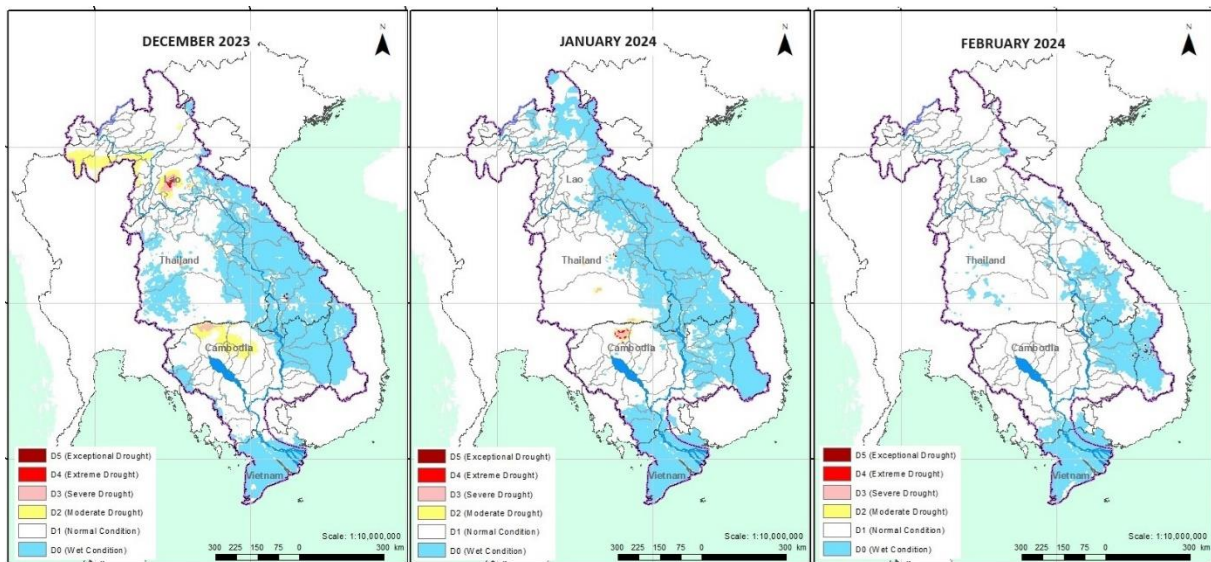 DECEMBER 2023
N
Lao
Thailand
Cambodia
Vietnam
D5 (Exceptional Drought)
D4 (Extreme Drought)
D3 (Severe Drought)
D2 (Moderate Drought)
D1 (Normal Condition)
D0 (Wet Condition)
Scale: 1:10,000,000
300 225 150 75 0 300 km
JANUARY 2024
N
Lao
Thailand
Cambodia
Vietnam
D5 (Exceptional Drought)
D4 (Extreme Drought)
D3 (Severe Drought)
D2 (Moderate Drought)
D1 (Normal Condition)
D0 (Wet Condition)
Scale: 1:10,000,000
300 225 150 75 0 300 km
FEBRUARY 2024
N
Lao
Thailand
Cambodia
Vietnam
D5 (Exceptional Drought)
D4 (Extreme Drought)
D3 (Severe Drought)
D2 (Moderate Drought)
D1 (Normal Condition)
D0 (Wet Condition)
Scale: 1:10,000,000
300 225 150 75 0 300 km